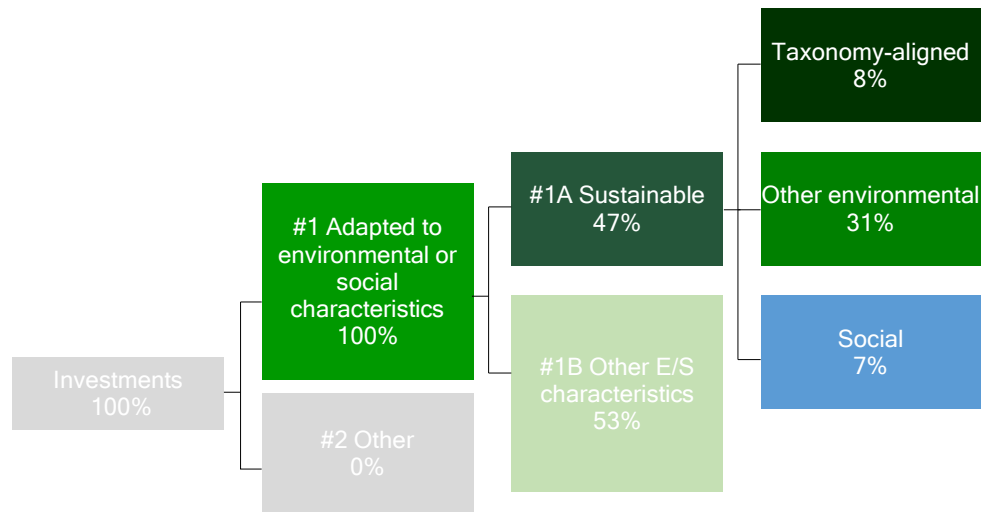 Investments
100%
#1 Adapted to
environmental or
social
characteristics
100%
#2 Other
0%
#1A Sustainable
47%
#1B Other E/S
characteristics
53%
Taxonomy-aligned
8%
Other environmental
31%
Social
7%